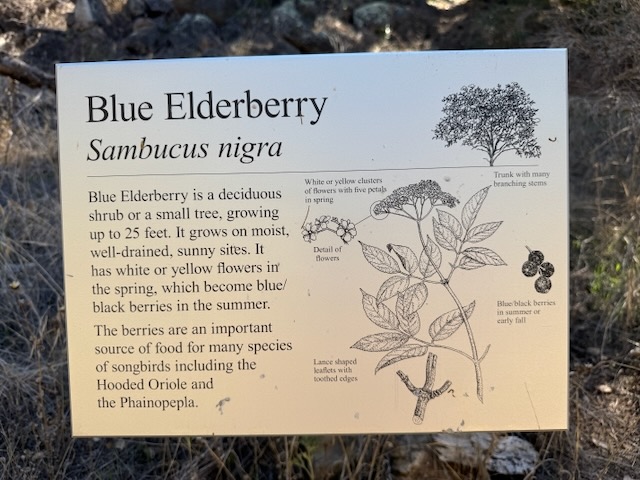 Blue Elderberry
Sambucus nigra
Blue Elderberry is a deciduous
shrub or a small tree, growing
up to 25 feet. It grows on moist,
well-drained, sunny sites. It
has white or yellow flowers in
the spring, which become blue/
black berries in the summer.
The berries are an important
source of food for many species
of songbirds including the
Hooded Oriole and
the Phainopepla.
White or yellow clusters
of flowers with five petals
in spring
Detail of
flowers
Trunk with many
branching stems
Blue/black berries
in summer or
early fall
Lance shaped
leaflets with
toothed edges